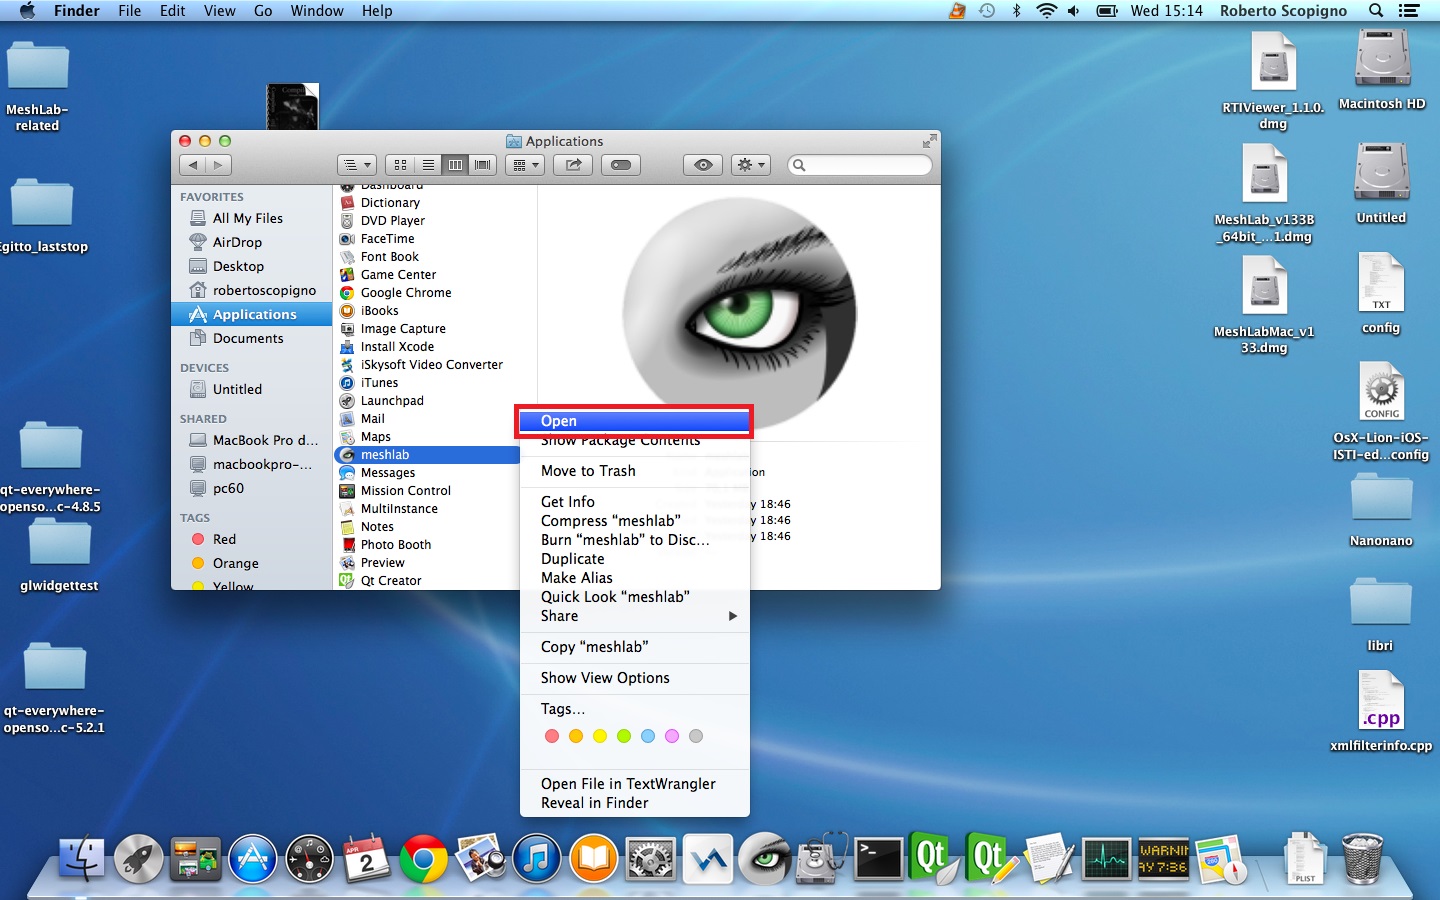 Finder File Edit View Go Window Help Wed 15:14 Roberto Scopigno
MeshLab-
related
Egitto_laststop
qt-everywhere-
openso...c-4.8.5
glwidgettest
qt-everywhere-
openso...c-5.2.1
Applications
FAVORITES
All My Files
AirDrop
Desktop
robertoscopigno
Applications
Documents
DEVICES
Untitled
SHARED
MacBook Pro d...
macbookpro-...
pc60
TAGS
Red
Orange
Yellow
Dashboard
Dictionary
DVD Player
FaceTime
Font Book
Game Center
Google Chrome
iBooks
Image Capture
Install Xcode
iSkysoft Video Converter
iTunes
Launchpad
Mail
Maps
meshlab
Messages
Mission Control
MultiInstance
Notes
Photo Booth
Preview
Qt Creator
18:46
18:46
18:46
Open
Show Package Contents
Move to Trash
Get Info
Compress “meshlab”
Burn “meshlab” to Disc...
Duplicate
Make Alias
Quick Look “meshlab”
Share
Copy “meshlab”
Show View Options
Tags...
Open File in TextWrangler
Reveal in Finder
RTIViewer_1.1.0.
dmg
MeshLab_v133B
_64bit_...1.dmg
MeshLabMac_v1
33.dmg
Macintosh HD
Untitled
TXT
config
CONFIG
OsX-Lion-iOS-
ISTI-ed...config
Nanonano
libri
.cpp
xmlfilterinfo.cpp
APR
2
>_
Qt
Qt
WARNIN
AY 7:36
280
PLIST